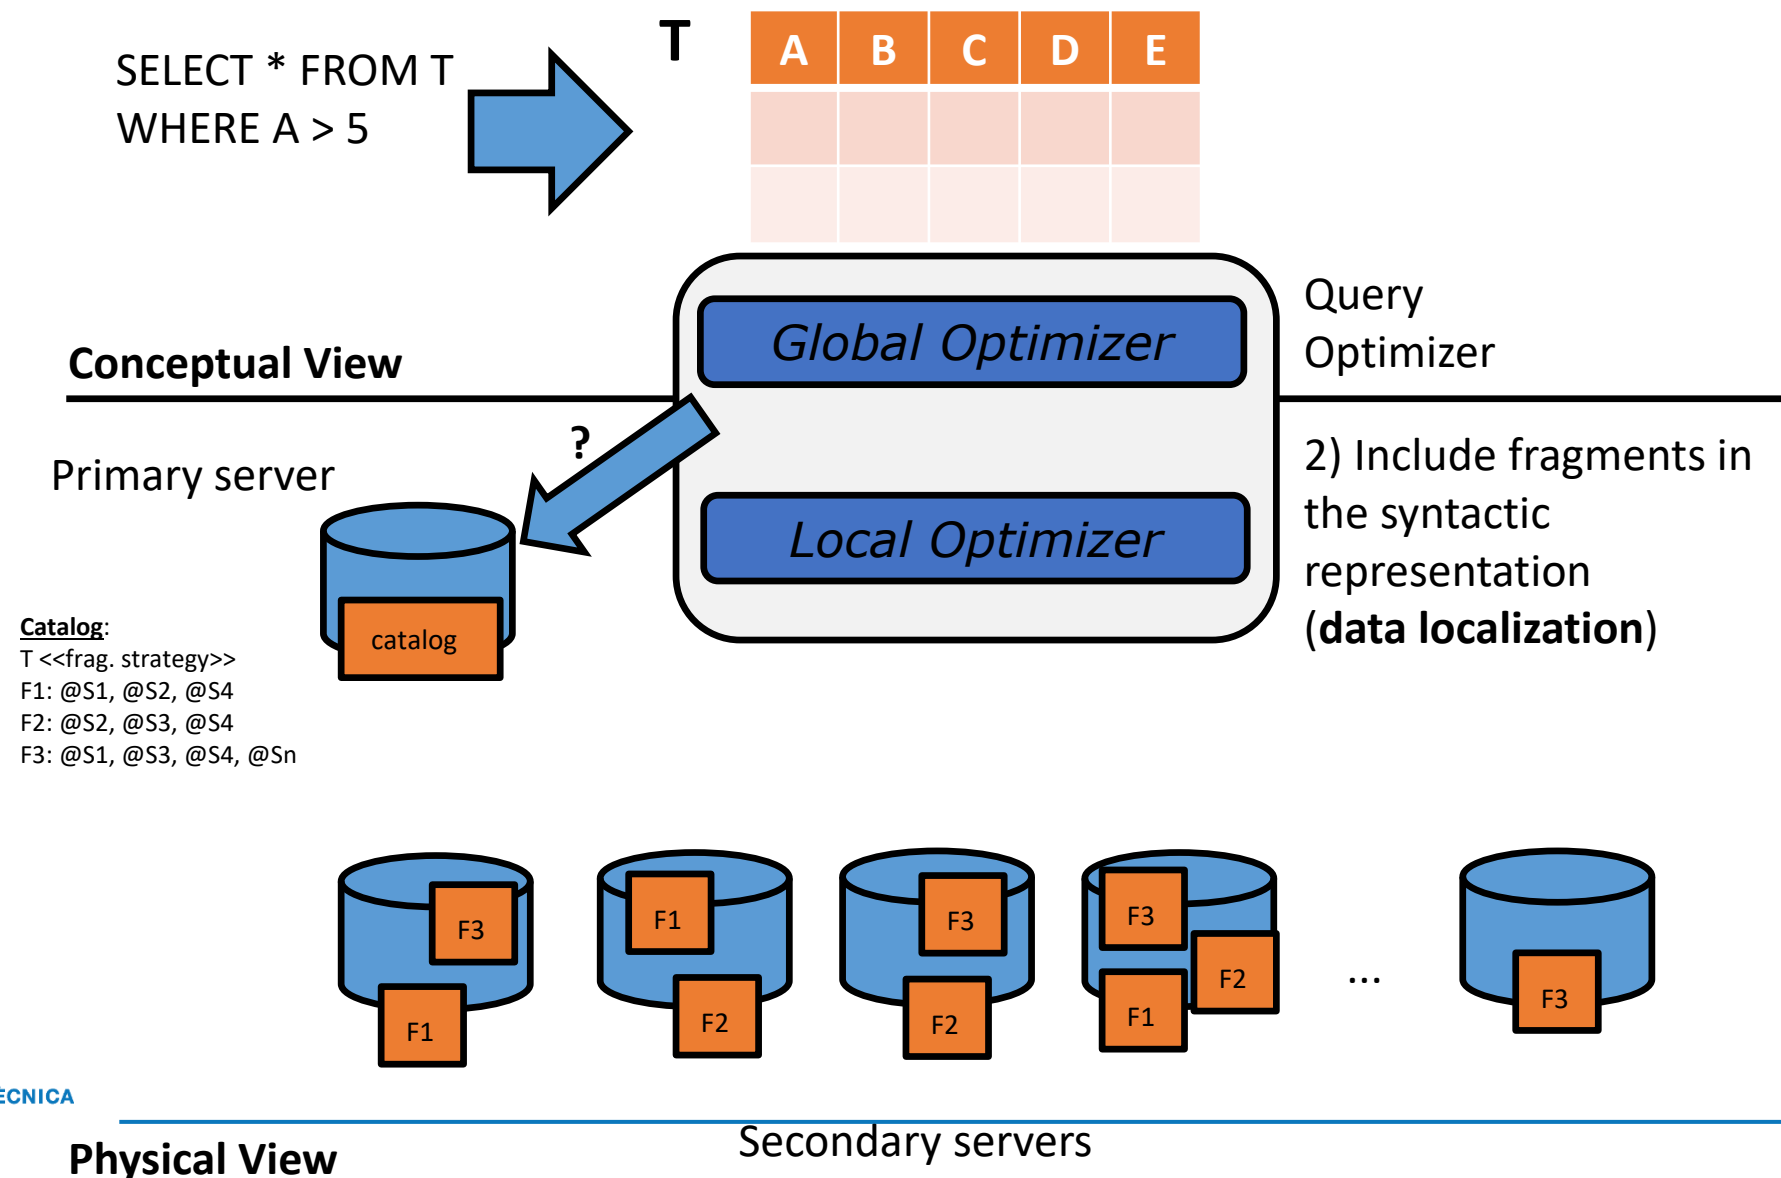 SELECT * FROM T
WHERE A > 5
T
A B C D E
Global Optimizer
Query
Optimizer
Conceptual View
?
Primary server
2) Include fragments in
the syntactic
representation
(data localization)
Local Optimizer
catalog
Catalog:
T <<frag. strategy>>
F1: @S1, @S2, @S4
F2: @S2, @S3, @S4
F3: @S1, @S3, @S4, @Sn
F3
F1
F1
F2
F3
F2
F3
F2
F1
...
F3
ÈCNICA
Secondary servers
Physical View